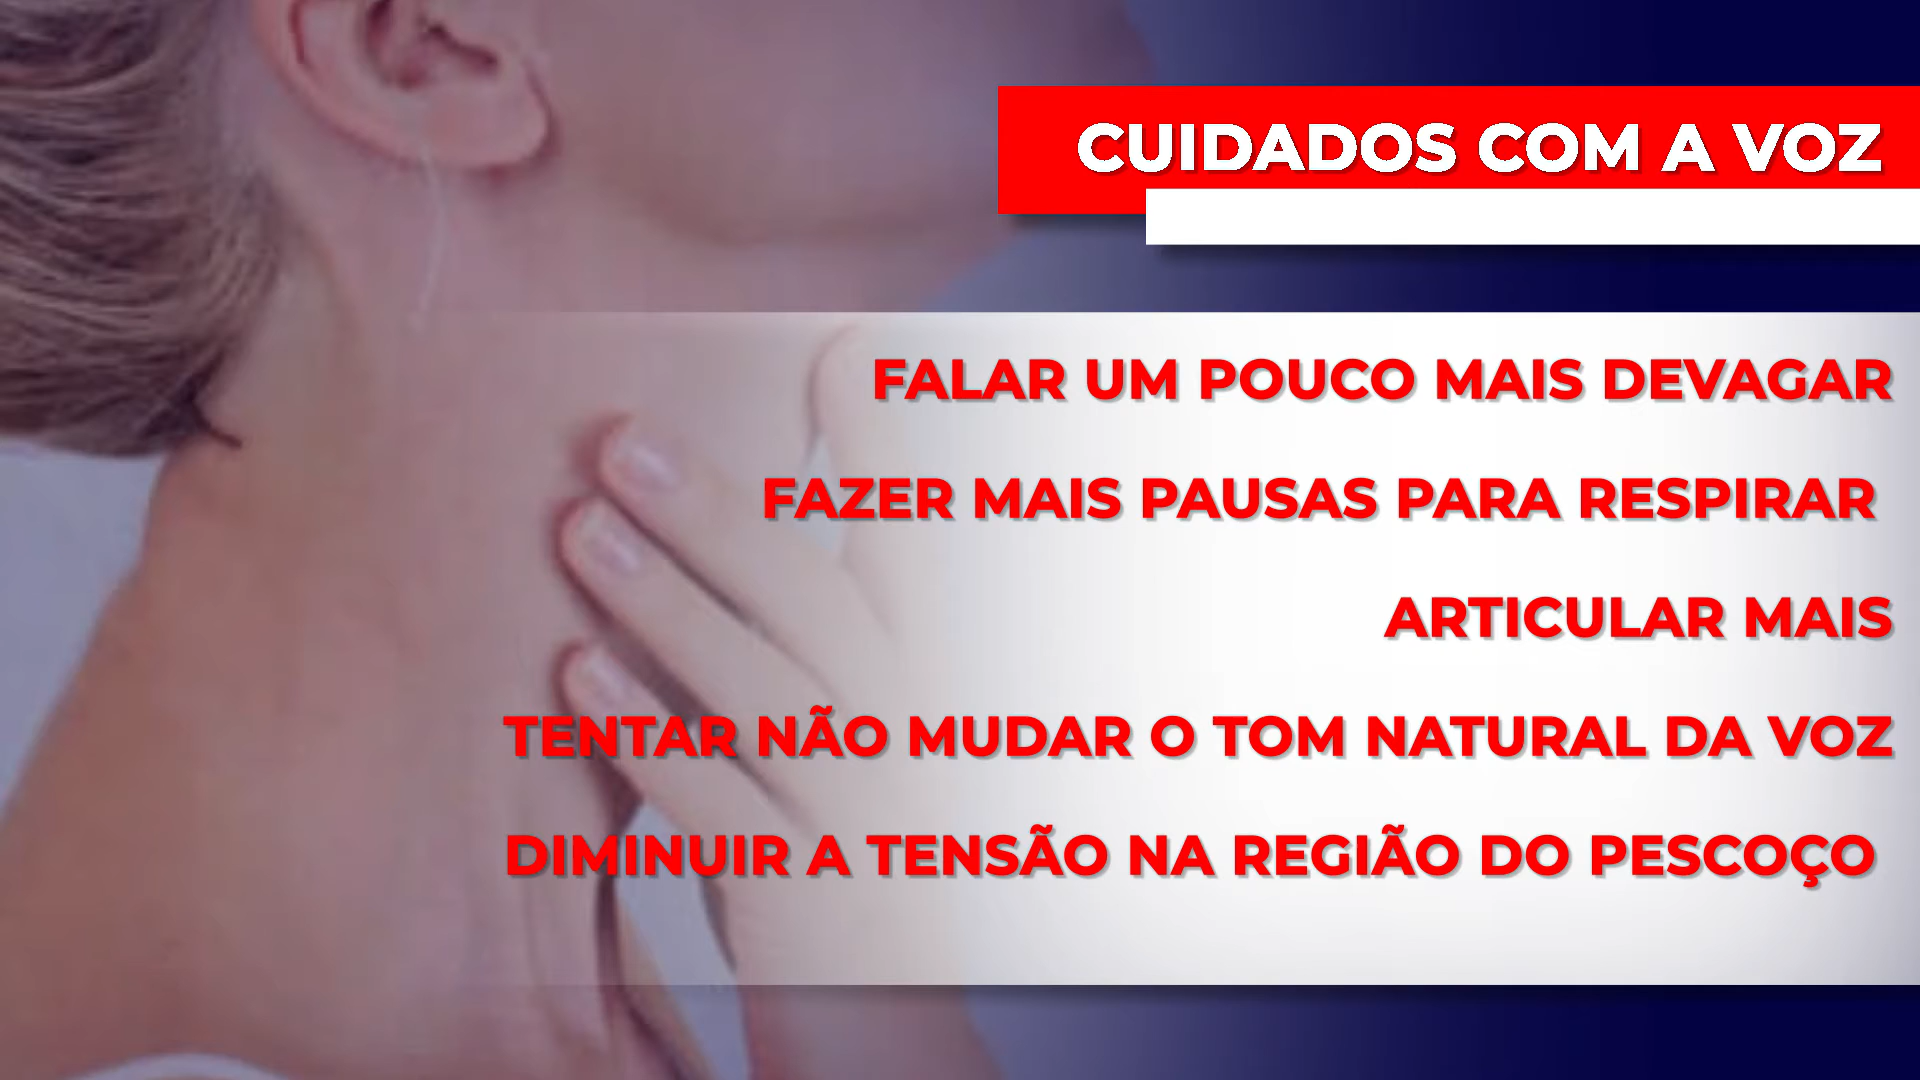 CUIDADOS COM A VOZ
FALAR UM POUCO MAIS DEVAGAR
FAZER MAIS PAUSAS PARA RESPIRAR
ARTICULAR MAIS
TENTAR NÃO MUDAR O TOM NATURAL DA VOZ
DIMINUIR A TENSÃO NA REGIÃO DO PESCOÇO